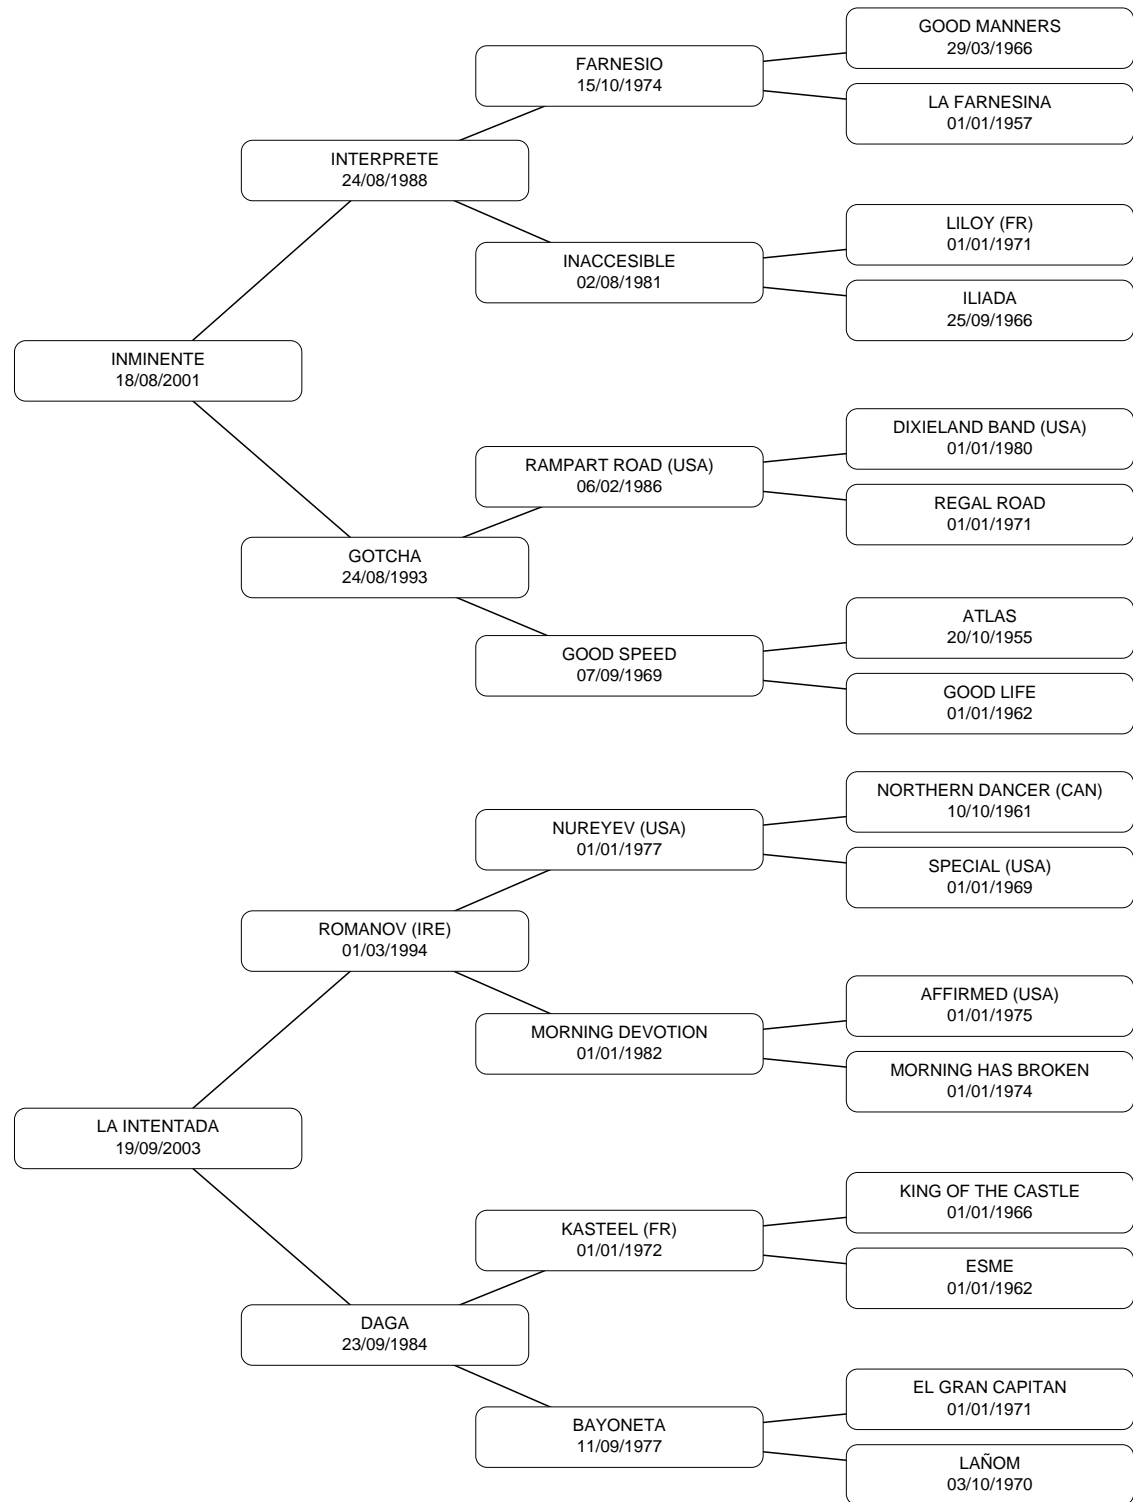 GOOD MANNERS
29/03/1966
FARNESIO
15/10/1974
LA FARNESINA
01/01/1957
INTERPRETE
24/08/1988
LILOY (FR)
01/01/1971
INACCESIBLE
02/08/1981
ILIADA
25/09/1966
INMINENTE
18/08/2001
DIXIELAND BAND (USA)
01/01/1980
RAMPART ROAD (USA)
06/02/1986
REGAL ROAD
01/01/1971
GOTCHA
24/08/1993
ATLAS
20/10/1955
GOOD SPEED
07/09/1969
GOOD LIFE
01/01/1962
NORTHERN DANCER (CAN)
10/10/1961
NUREYEV (USA)
01/01/1977
SPECIAL (USA)
01/01/1969
ROMANOV (IRE)
01/03/1994
AFFIRMED (USA)
01/01/1975
MORNING DEVOTION
01/01/1982
MORNING HAS BROKEN
01/01/1974
LA INTENTADA
19/09/2003
KING OF THE CASTLE
01/01/1966
KASTEEL (FR)
01/01/1972
ESME
01/01/1962
DAGA
23/09/1984
EL GRAN CAPITAN
01/01/1971
BAYONETA
11/09/1977
LAÑOM
03/10/1970